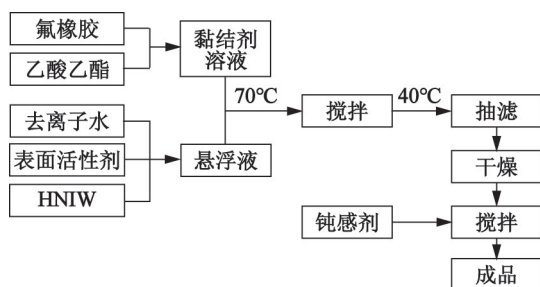 氟橡胶
乙酸乙酯
黏结剂
溶液
去离子水
表面活性剂
HNIW
悬浮液
70℃
搅拌
40℃
抽滤
干燥
钝感剂
搅拌
成品